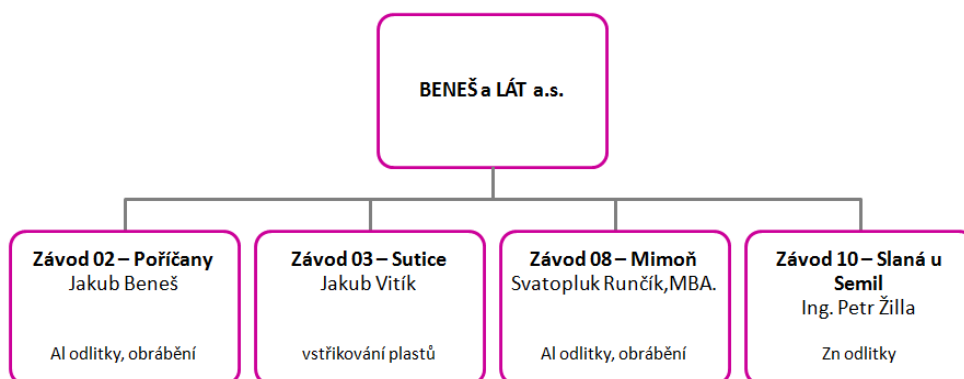 BENEŠ a LÁT a.s.
Závod 02 – Poříčany
Jakub Beneš
Al odlitky, obrábění
Závod 03 – Sutice
Jakub Vitík
vstřikování plastů
Závod 08 – Mimoň
Svatopluk Runčík,MBA.
Al odlitky, obrábění
Závod 10 – Slaná u
Semil
Ing. Petr Žilla
Zn odlitky